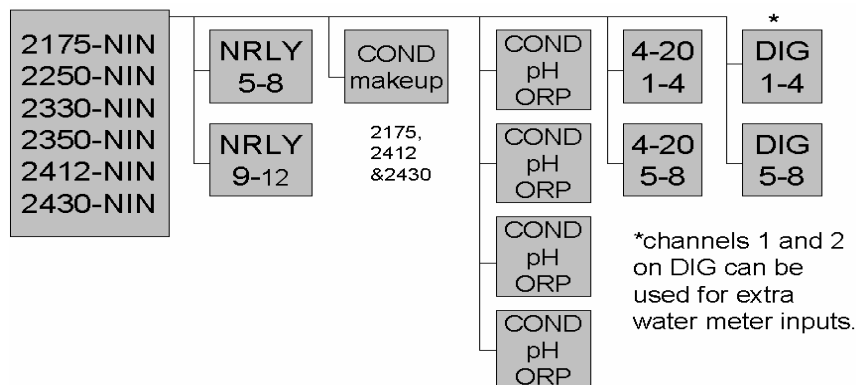 2175-NIN
2250-NIN
2330-NIN
2350-NIN
2412-NIN
2430-NIN
NRLY
5-8
NRLY
9-12
COND
makeup
2175,
2412
&2430
COND
pH
ORP
COND
pH
ORP
COND
pH
ORP
COND
pH
ORP
4-20
1-4
4-20
5-8
*
DIG
1-4
DIG
5-8
*channels 1 and 2
on DIG can be
used for extra
water meter inputs.